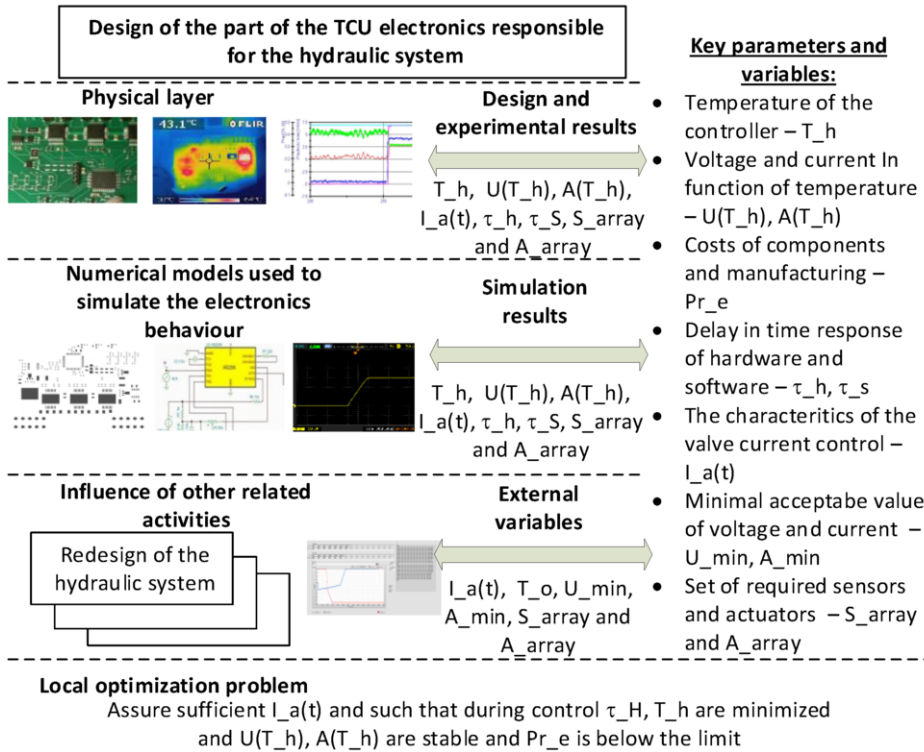 Design of the part of the TCU electronics responsible
for the hydraulic system
Physical layer
43.1°C
FLIR
Design and
experimental results
T_h, U(T_h), A(T_h),
I_a(t), τ_h, τ_S, S_array
and A_array
Numerical models used to
simulate the electronics
behaviour
Simulation
results
T_h, U(T_h), A(T_h),
I_a(t), τ_h, τ_S, S_array
and A_array
Influence of other related
activities
Redesign of the
hydraulic system
External
variables
I_a(t), T_o, U_min,
A_min, S_array and
A_array
Key parameters and
variables:
• Temperature of the
controller – T_h
• Voltage and current In
function of temperature
– U(T_h), A(T_h)
• Costs of components
and manufacturing –
Pr_e
• Delay in time response
of hardware and
software – τ_h, τ_s
• The characteritics of the
valve current control –
I_a(t)
• Minimal acceptabe value
of voltage and current –
U_min, A_min
• Set of required sensors
and actuators – S_array
and A_array
Local optimization problem
Assure sufficient I_a(t) and such that during control τ_H, T_h are minimized
and U(T_h), A(T_h) are stable and Pr_e is below the limit